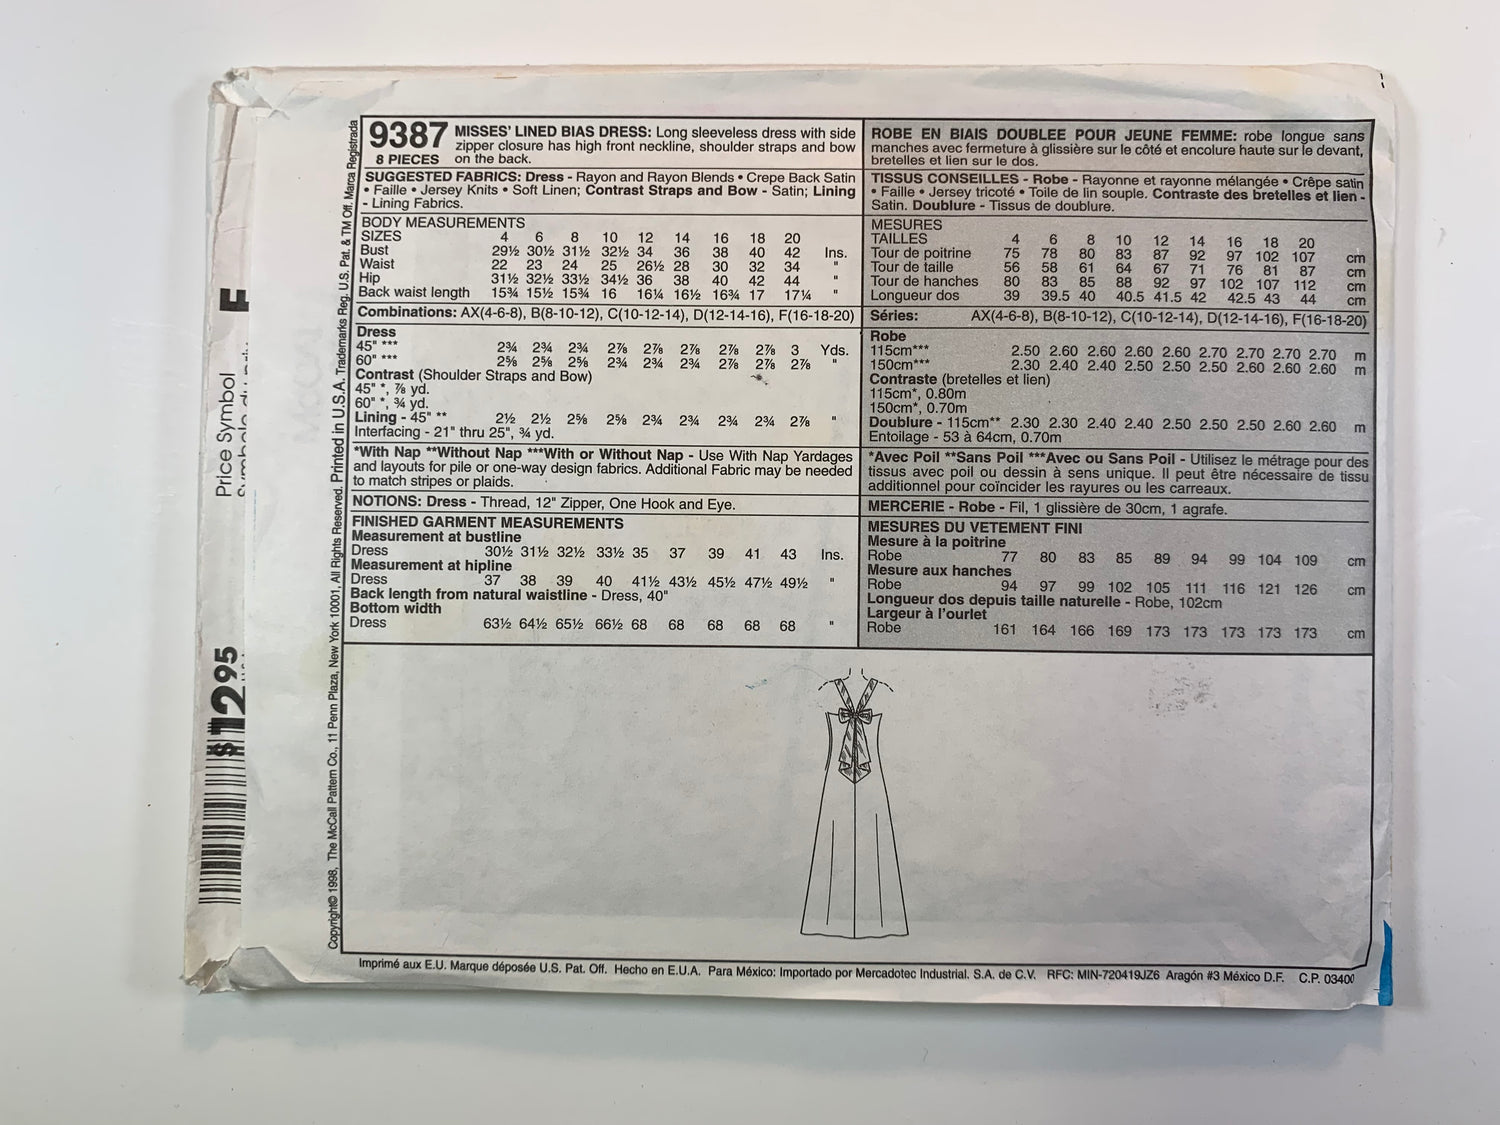 9387
8 PIECES
MISSES' LINED BIAS DRESS: Long sleeveless dress with side
zipper closure has high front neckline, shoulder straps and bow
on the back.
SUGGESTED FABRICS: Dress - Rayon and Rayon Blends • Crepe Back Satin
• Faille • Jersey Knits • Soft Linen; Contrast Straps and Bow - Satin; Lining
- Lining Fabrics.
BODY MEASUREMENTS
SIZES 4 6 8 10 12 14 16 18 20
Bust 29½ 30½ 31½ 32½ 34 36 38 40 42 Ins.
Waist 22 23 24 25 26½ 28 30 32 34 "
Hip 31½ 32½ 33½ 34½ 36 38 40 42 44 "
Back waist length 15¾ 15½ 15¾ 16 16¼ 16½ 16¾ 17 17¼ "
Combinations: AX(4-6-8), B(8-10-12), C(10-12-14), D(12-14-16), F(16-18-20)
Dress
45" *** 2¾ 2¾ 2¾ 2⅞ 2⅞ 2⅞ 2⅞ 2⅞ 3 Yds.
60" *** 2⅝ 2⅝ 2⅝ 2¾ 2¾ 2¾ 2⅞ 2⅞ 2⅞ "
Contrast (Shoulder Straps and Bow)
45" *, ⅞ yd.
60" *, ¾ yd.
Lining - 45" ** 2½ 2½ 2⅝ 2⅝ 2¾ 2¾ 2¾ 2¾ 2⅞ "
Interfacing - 21" thru 25", ¾ yd.
*With Nap **Without Nap ***With or Without Nap - Use With Nap Yardages
and layouts for pile or one-way design fabrics. Additional Fabric may be needed
to match stripes or plaids.
NOTIONS: Dress - Thread, 12" Zipper, One Hook and Eye.
FINISHED GARMENT MEASUREMENTS
Measurement at bustline
Dress 30½ 31½ 32½ 33½ 35 37 39 41 43 Ins.
Measurement at hipline
Dress 37 38 39 40 41½ 43½ 45½ 47½ 49½ "
Back length from natural waistline - Dress, 40"
Bottom width
Dress 63½ 64½ 65½ 66½ 68 68 68 68 68 "
ROBE EN BIAIS DOUBLEE POUR JEUNE FEMME: robe longue sans
manches avec fermeture à glissière sur le côté et encolure haute sur le devant,
bretelles et lien sur le dos.
TISSUS CONSEILLES - Robe - Rayonne et rayonne mélangée • Crêpe satin
• Faille • Jersey tricoté • Toile de lin souple. Contraste des bretelles et lien -
Satin. Doublure - Tissus de doublure.
MESURES
TAILLES 4 6 8 10 12 14 16 18 20
Tour de poitrine 75 78 80 83 87 92 97 102 107 cm
Tour de taille 56 58 61 64 67 71 76 81 87 cm
Tour de hanches 80 83 85 88 92 97 102 107 112 cm
Longueur dos 39 39.5 40 40.5 41.5 42 42.5 43 44 cm
Séries: AX(4-6-8), B(8-10-12), C(10-12-14), D(12-14-16), F(16-18-20)
Robe
115cm*** 2.50 2.60 2.60 2.60 2.60 2.70 2.70 2.70 2.70 m
150cm*** 2.30 2.40 2.40 2.50 2.50 2.50 2.60 2.60 2.60 m
Contraste (bretelles et lien)
115cm*, 0.80m
150cm*, 0.70m
Doublure - 115cm** 2.30 2.30 2.40 2.40 2.50 2.50 2.50 2.60 2.60 m
Entoilage - 53 à 64cm, 0.70m
*Avec Poil **Sans Poil ***Avec ou Sans Poil - Utilisez le métrage pour des
tissus avec poil ou dessin à sens unique. Il peut être nécessaire de tissu
additionnel pour coïncider les rayures ou les carreaux.
MERCERIE - Robe - Fil, 1 glissière de 30cm, 1 agrafe.
MESURES DU VETEMENT FINI
Mesure à la poitrine
Robe 77 80 83 85 89 94 99 104 109 cm
Mesure aux hanches
Robe 94 97 99 102 105 111 116 121 126 cm
Longueur dos depuis taille naturelle - Robe, 102cm
Largeur à l'ourlet
Robe 161 164 166 169 173 173 173 173 173 cm
Copyright© 1998, The McCall Pattern Co., 11 Penn Plaza, New York 10001, All Rights Reserved. Printed in U.S.A. Trademarks Reg. U.S. Pat. & TM Off. Marca Registrada
Price Symbol
$1295
Imprimé aux E.U. Marque déposée U.S. Pat. Off. Hecho en E.U.A. Para México: Importado por Mercadotec Industrial. S.A. de C.V. RFC: MIN-720419JZ6 Aragón #3 México D.F. C.P. 03400